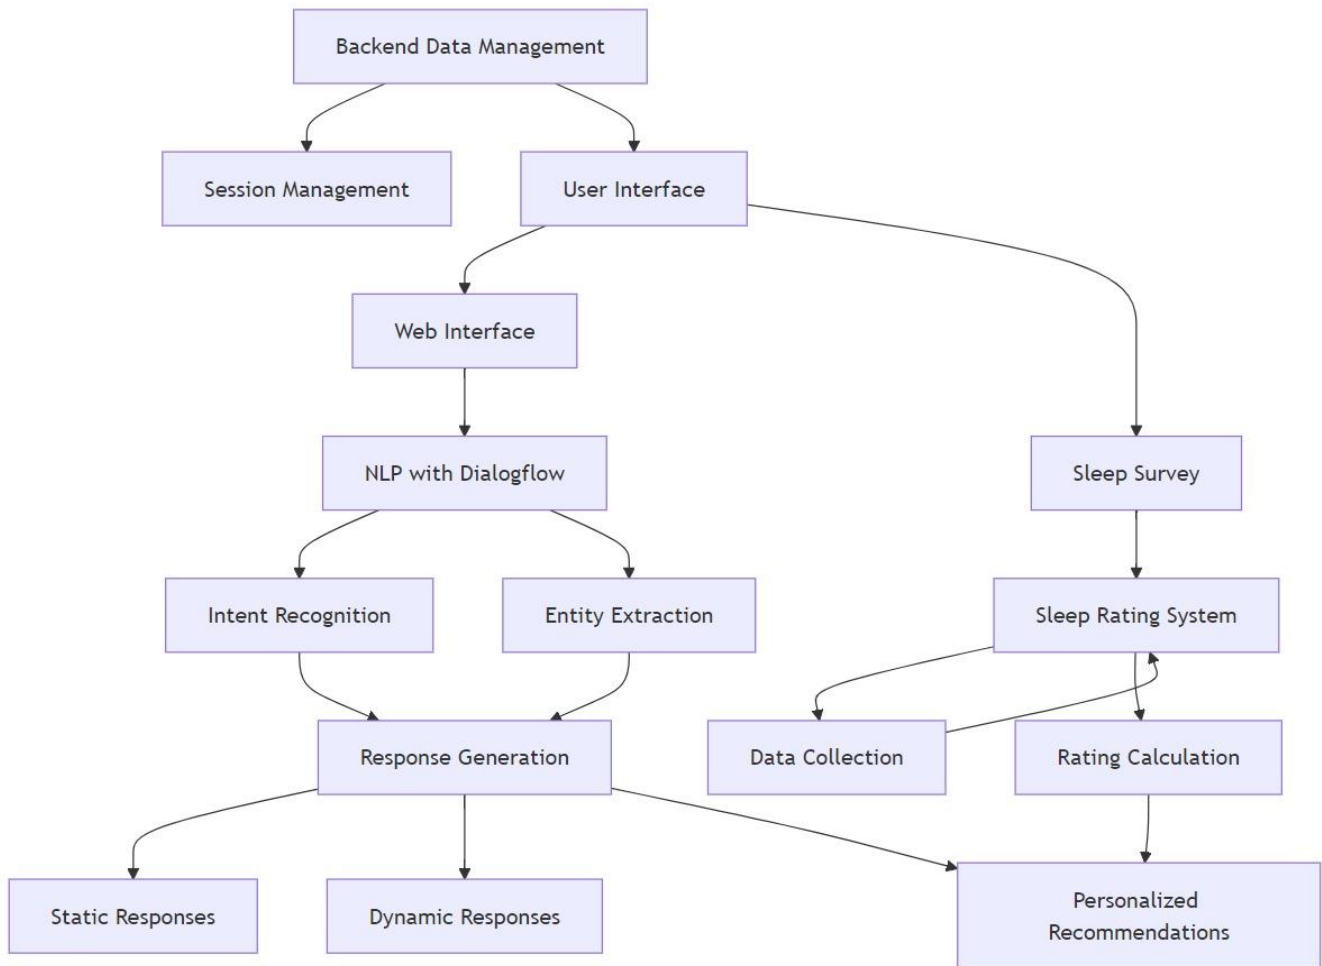 Backend Data Management
Session Management
User Interface
Web Interface
NLP with Dialogflow
Sleep Survey
Intent Recognition
Entity Extraction
Sleep Rating System
Response Generation
Data Collection
Rating Calculation
Static Responses
Dynamic Responses
Personalized
Recommendations